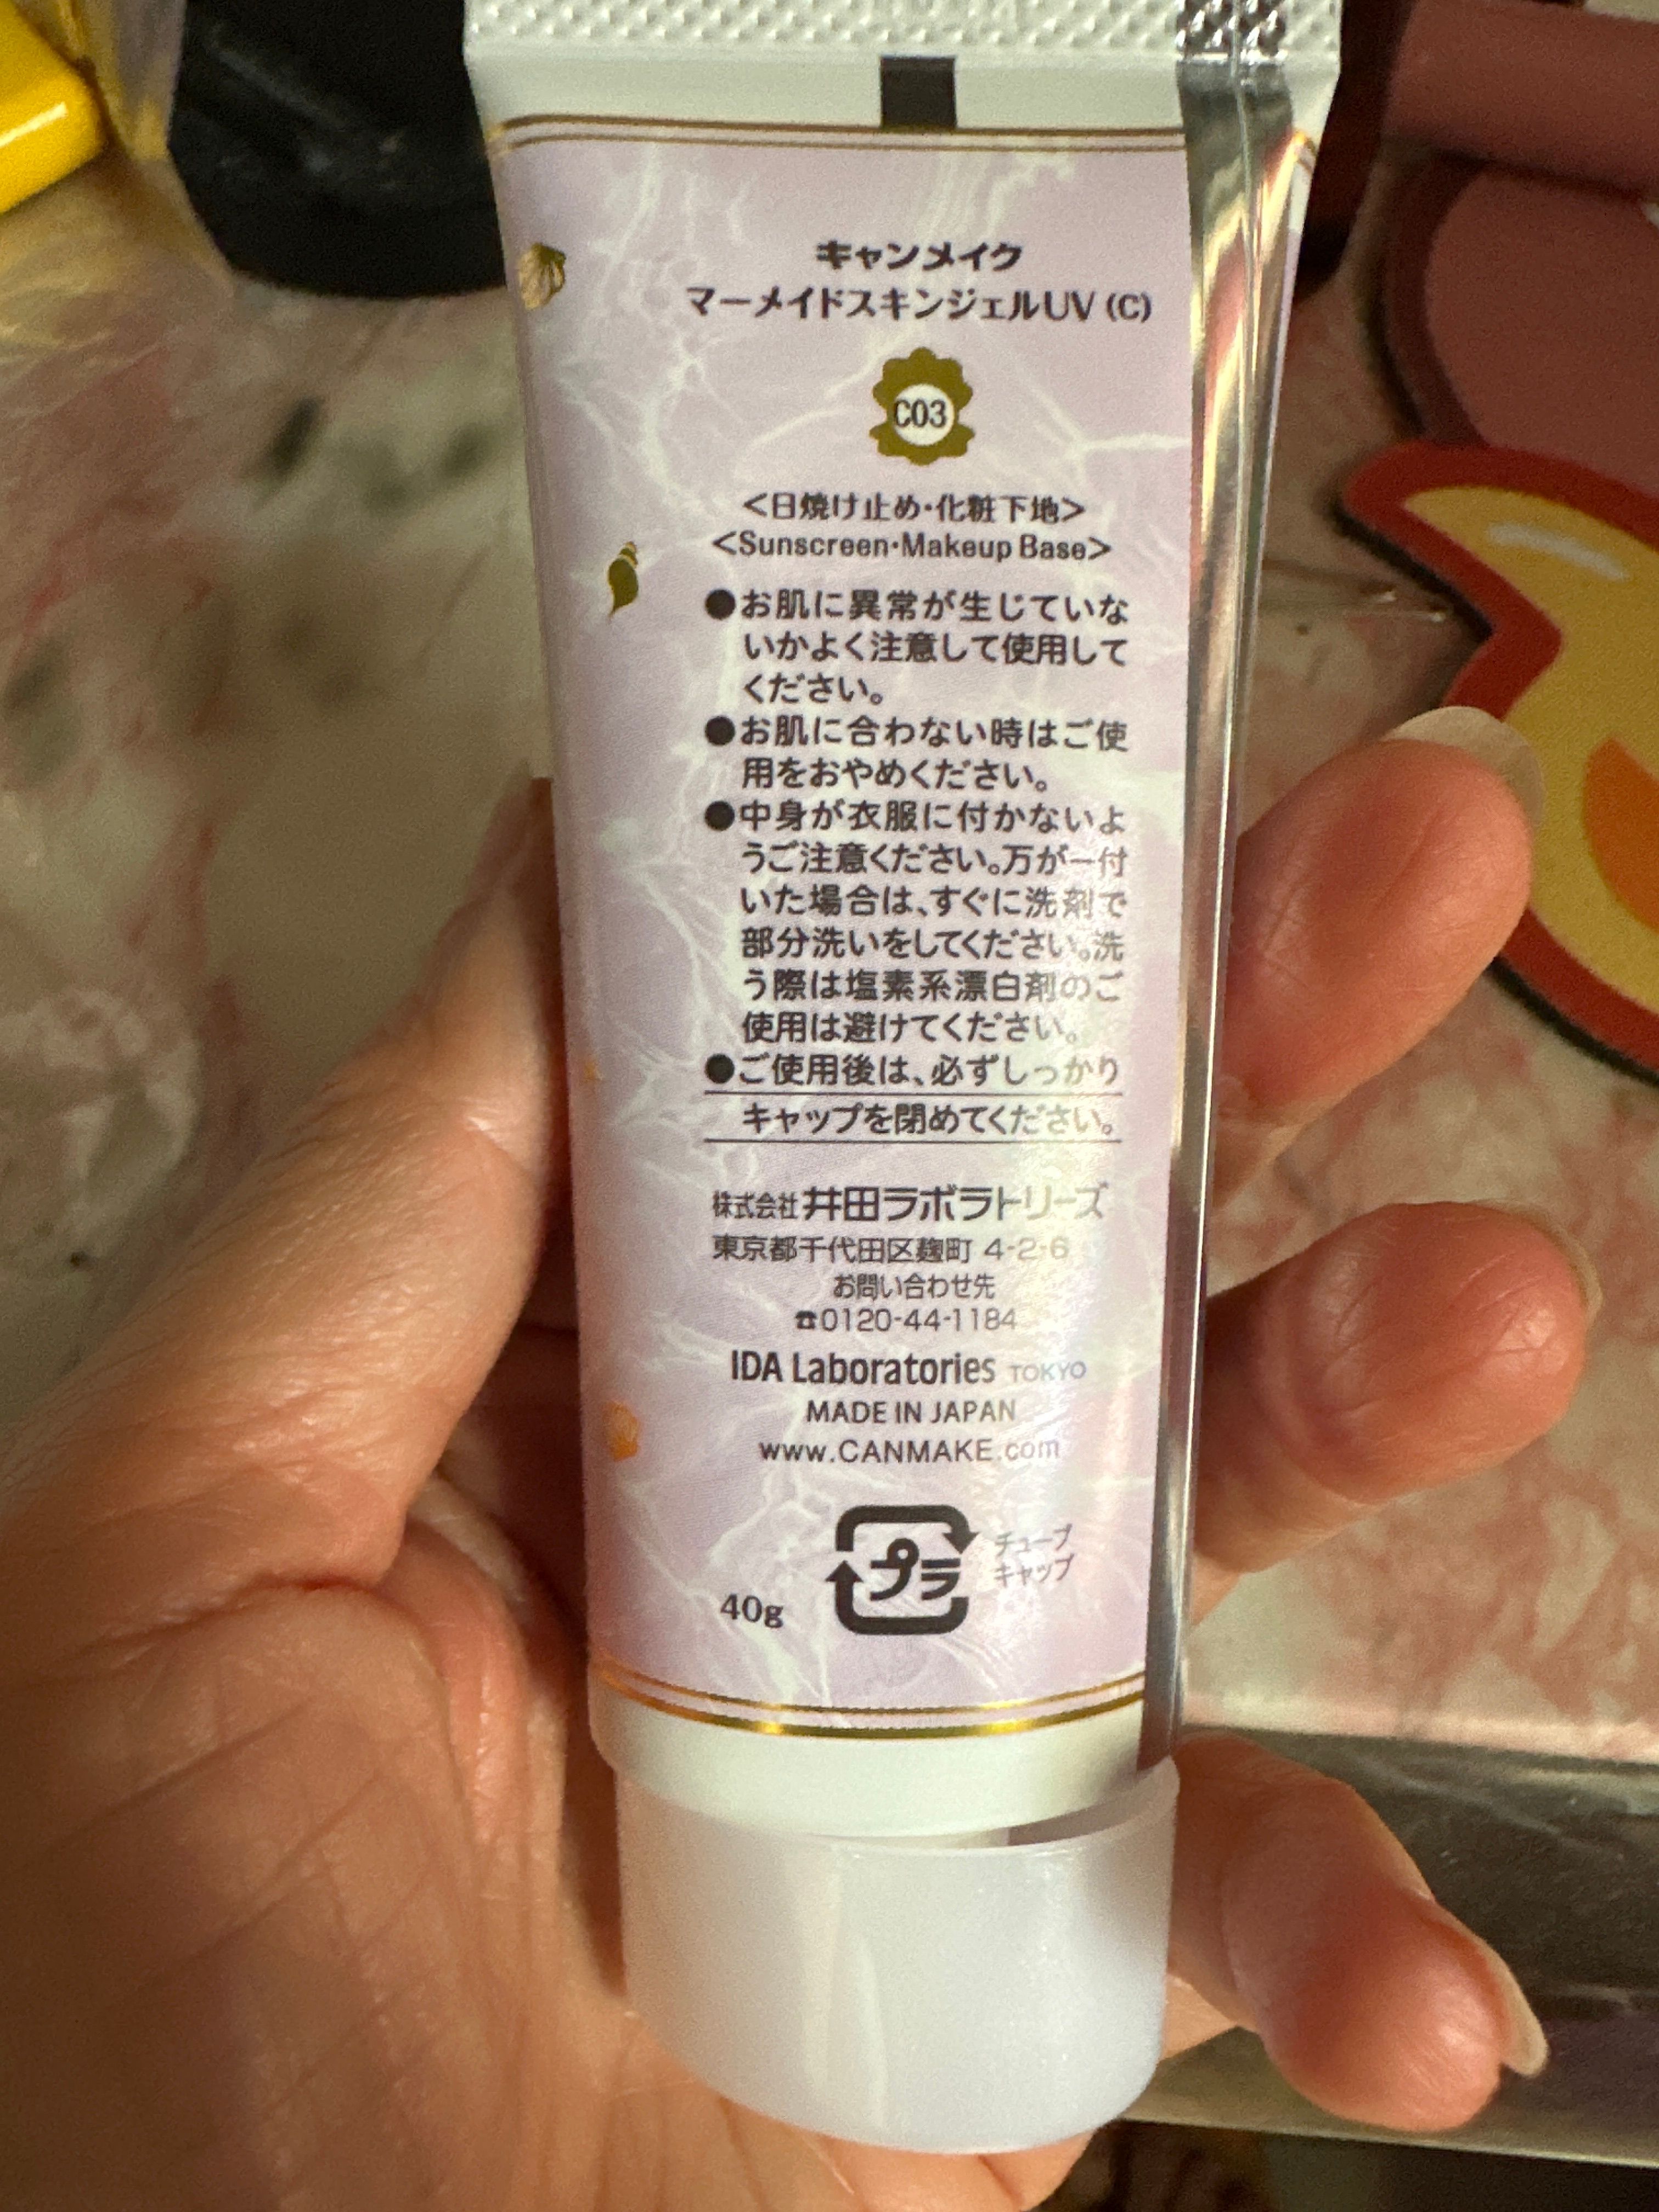 キャンメイク
マーメイドスキンジェルUV (C)
C03
<日焼け止め・化粧下地>
<Sunscreen・Makeup Base>
●お肌に異常が生じていな
いかよく注意して使用して
ください。
●お肌に合わない時はご使
用をおやめください。
●中身が衣服に付かないよ
うご注意ください。万が一付
いた場合は、すぐに洗剤で
部分洗いをしてください。洗
う際は塩素系漂白剤のご
使用は避けてください。
●ご使用後は、必ずしっかり
キャップを閉めてください。
株式会社 井田ラボラトリーズ
東京都千代田区麹町 4-2-6
お問い合わせ先
☎0120-44-1184
IDA Laboratories TOKYO
MADE IN JAPAN
www.CANMAKE.com
プラ
チューブ
キャップ
40g